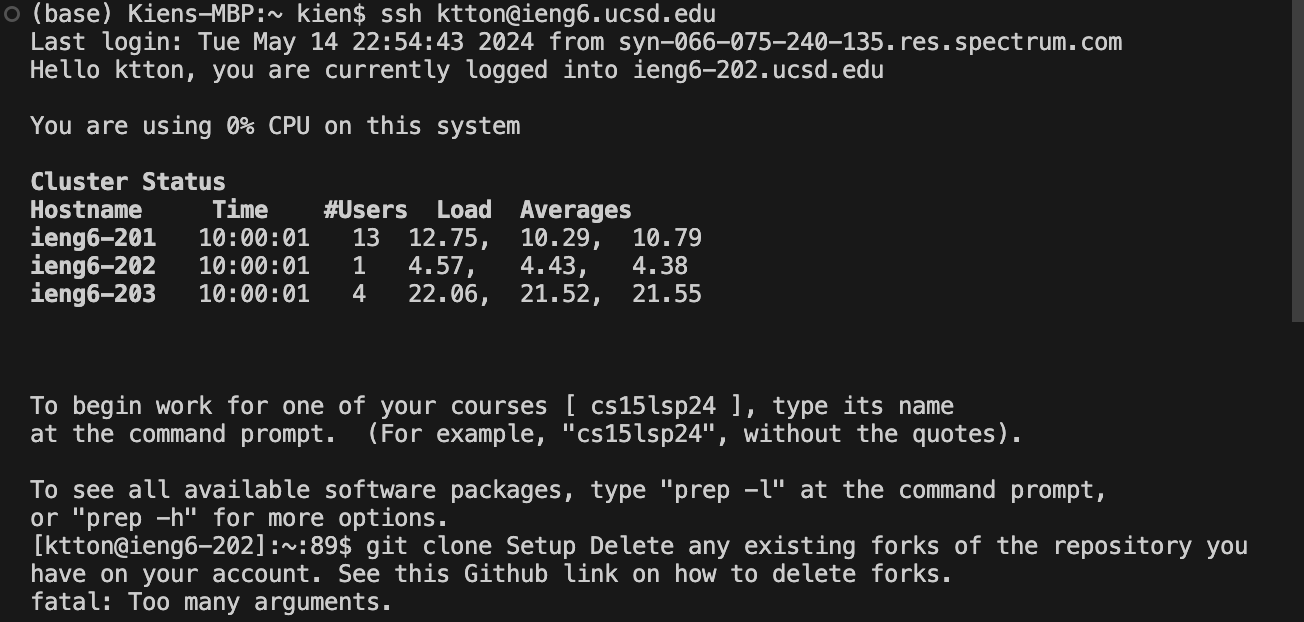 (base) Kiens-MBP:~ kien$ ssh ktton@ieng6.ucsd.edu
Last login: Tue May 14 22:54:43 2024 from syn-066-075-240-135.res.spectrum.com
Hello ktton, you are currently logged into ieng6-202.ucsd.edu
You are using 0% CPU on this system
Cluster Status
Hostname     Time    #Users  Load  Averages
ieng6-201   10:00:01   13  12.75,  10.29,  10.79
ieng6-202   10:00:01   1   4.57,   4.43,   4.38
ieng6-203   10:00:01   4   22.06,  21.52,  21.55
To begin work for one of your courses [ cs15lsp24 ], type its name
at the command prompt.  (For example, "cs15lsp24", without the quotes).
To see all available software packages, type "prep -l" at the command prompt,
or "prep -h" for more options.
[ktton@ieng6-202]:~:89$ git clone Setup Delete any existing forks of the repository you
have on your account. See this Github link on how to delete forks.
fatal: Too many arguments.